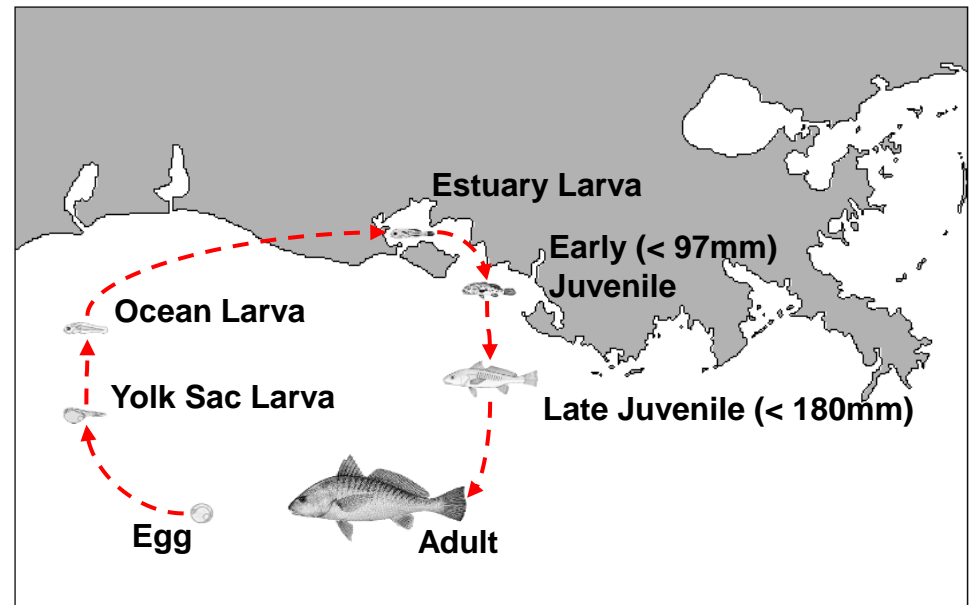 Estuary Larva
Early (< 97mm)
Juvenile
Ocean Larva
Yolk Sac Larva
Late Juvenile (< 180mm)
Egg
Adult